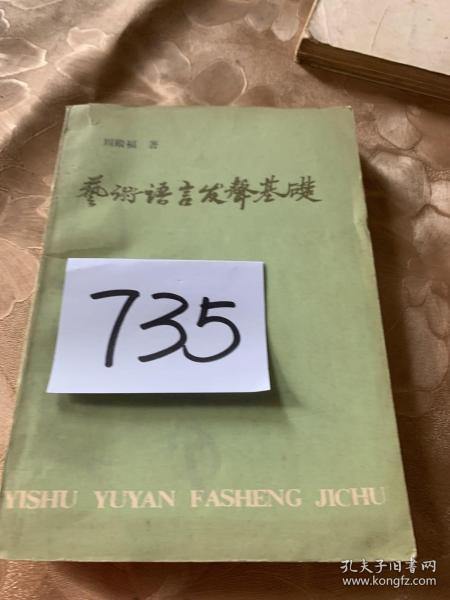 周殿福 著
藝術語言发聲基礎
735
YISHU YUYAN FASHENG JICHU
孔夫子旧书网
www.kongfz.com